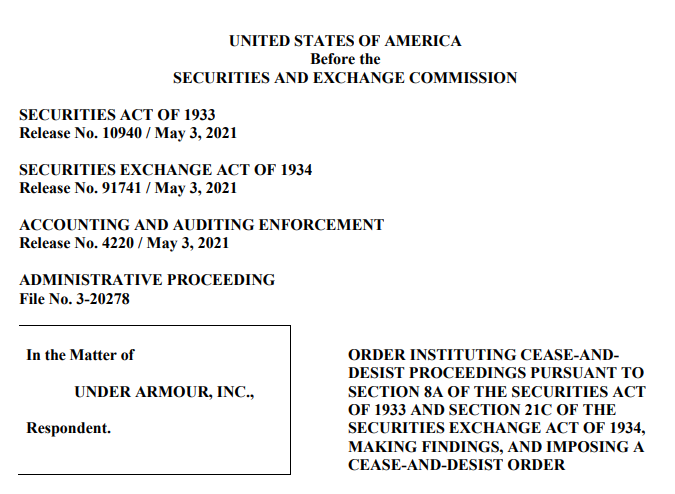 UNITED STATES OF AMERICA
Before the
SECURITIES AND EXCHANGE COMMISSION
SECURITIES ACT OF 1933
Release No. 10940 / May 3, 2021
SECURITIES EXCHANGE ACT OF 1934
Release No. 91741 / May 3, 2021
ACCOUNTING AND AUDITING ENFORCEMENT
Release No. 4220 / May 3, 2021
ADMINISTRATIVE PROCEEDING
File No. 3-20278
In the Matter of
UNDER ARMOUR, INC.,
Respondent.
ORDER INSTITUTING CEASE-AND-
DESIST PROCEEDINGS PURSUANT TO
SECTION 8A OF THE SECURITIES ACT
OF 1933 AND SECTION 21C OF THE
SECURITIES EXCHANGE ACT OF 1934,
MAKING FINDINGS, AND IMPOSING A
CEASE-AND-DESIST ORDER